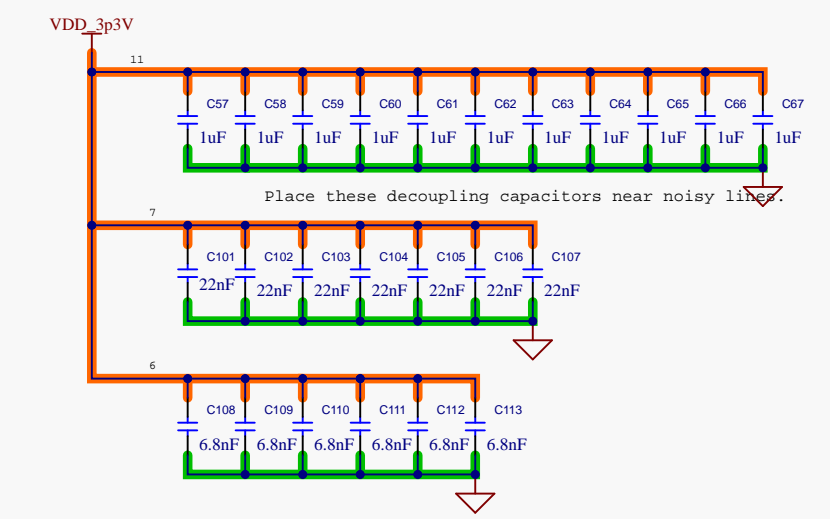 VDD_3p3V
11
C57 C58 C59 C60 C61 C62 C63 C64 C65 C66 C67
1uF 1uF 1uF 1uF 1uF 1uF 1uF 1uF 1uF 1uF 1uF
Place these decoupling capacitors near noisy lines.
7
C101 C102 C103 C104 C105 C106 C107
22nF 22nF 22nF 22nF 22nF 22nF 22nF
6
C108 C109 C110 C111 C112 C113
6.8nF 6.8nF 6.8nF 6.8nF 6.8nF 6.8nF